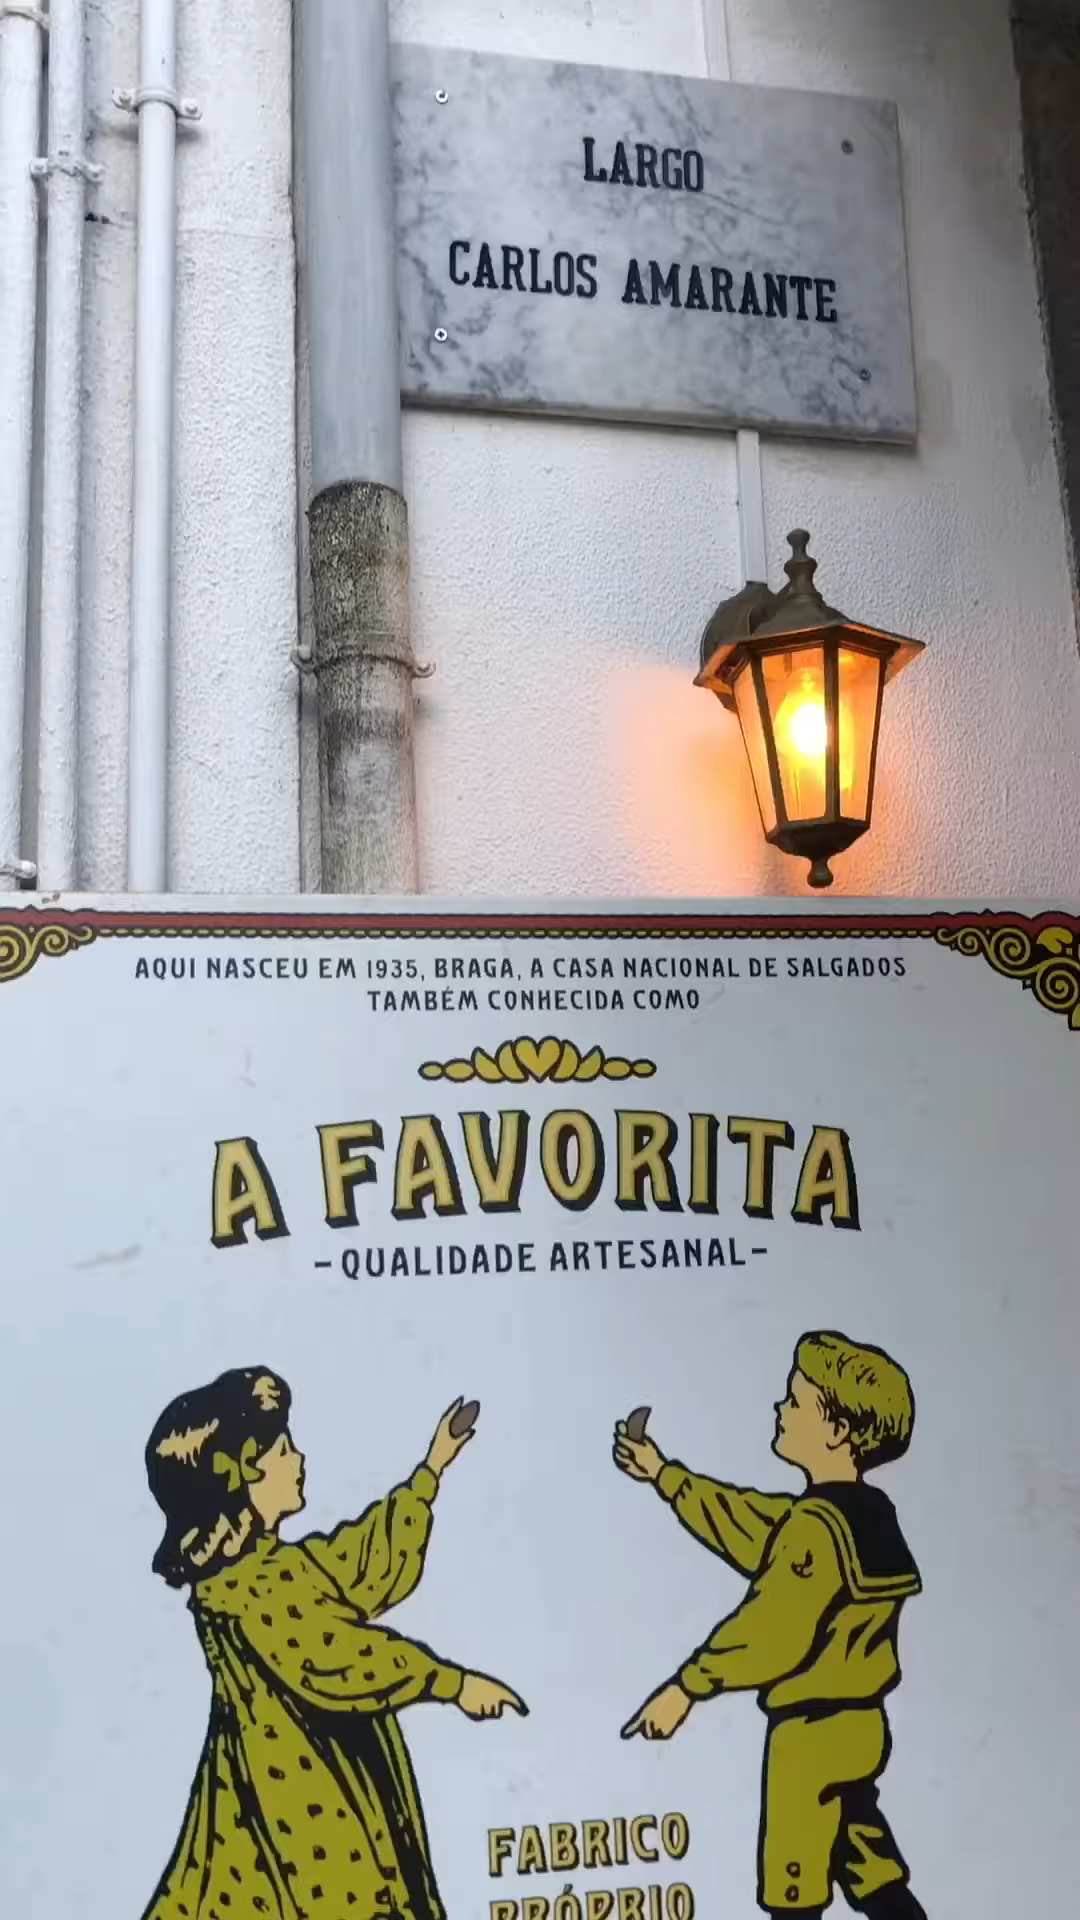 LARGO
CARLOS AMARANTE
AQUI NASCEU EM 1935, BRAGA, A CASA NACIONAL DE SALGADOS
TAMBÉM CONHECIDA COMO
A FAVORITA
-QUALIDADE ARTESANAL-
FABRICO
PRÓPRIO